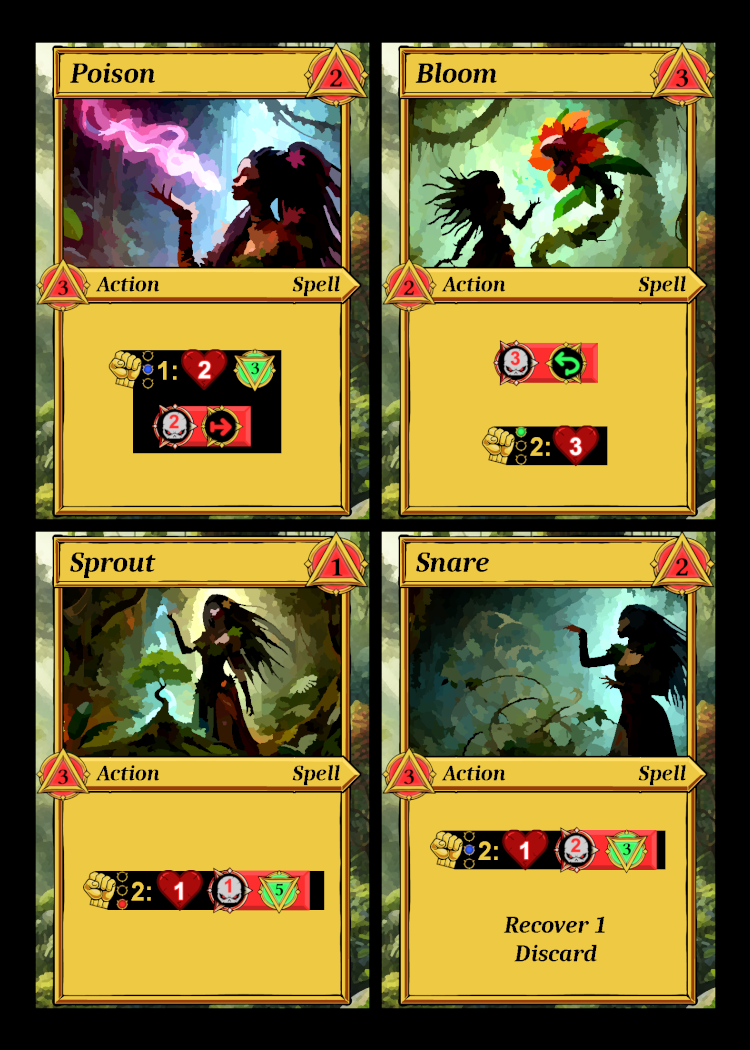 Poison 2
3 Action Spell
1: 2 3
2
Bloom 3
2 Action Spell
3
2: 3
Sprout 1
3 Action Spell
2: 1 1 5
Snare 2
3 Action Spell
2: 1 2 3
Recover 1
Discard